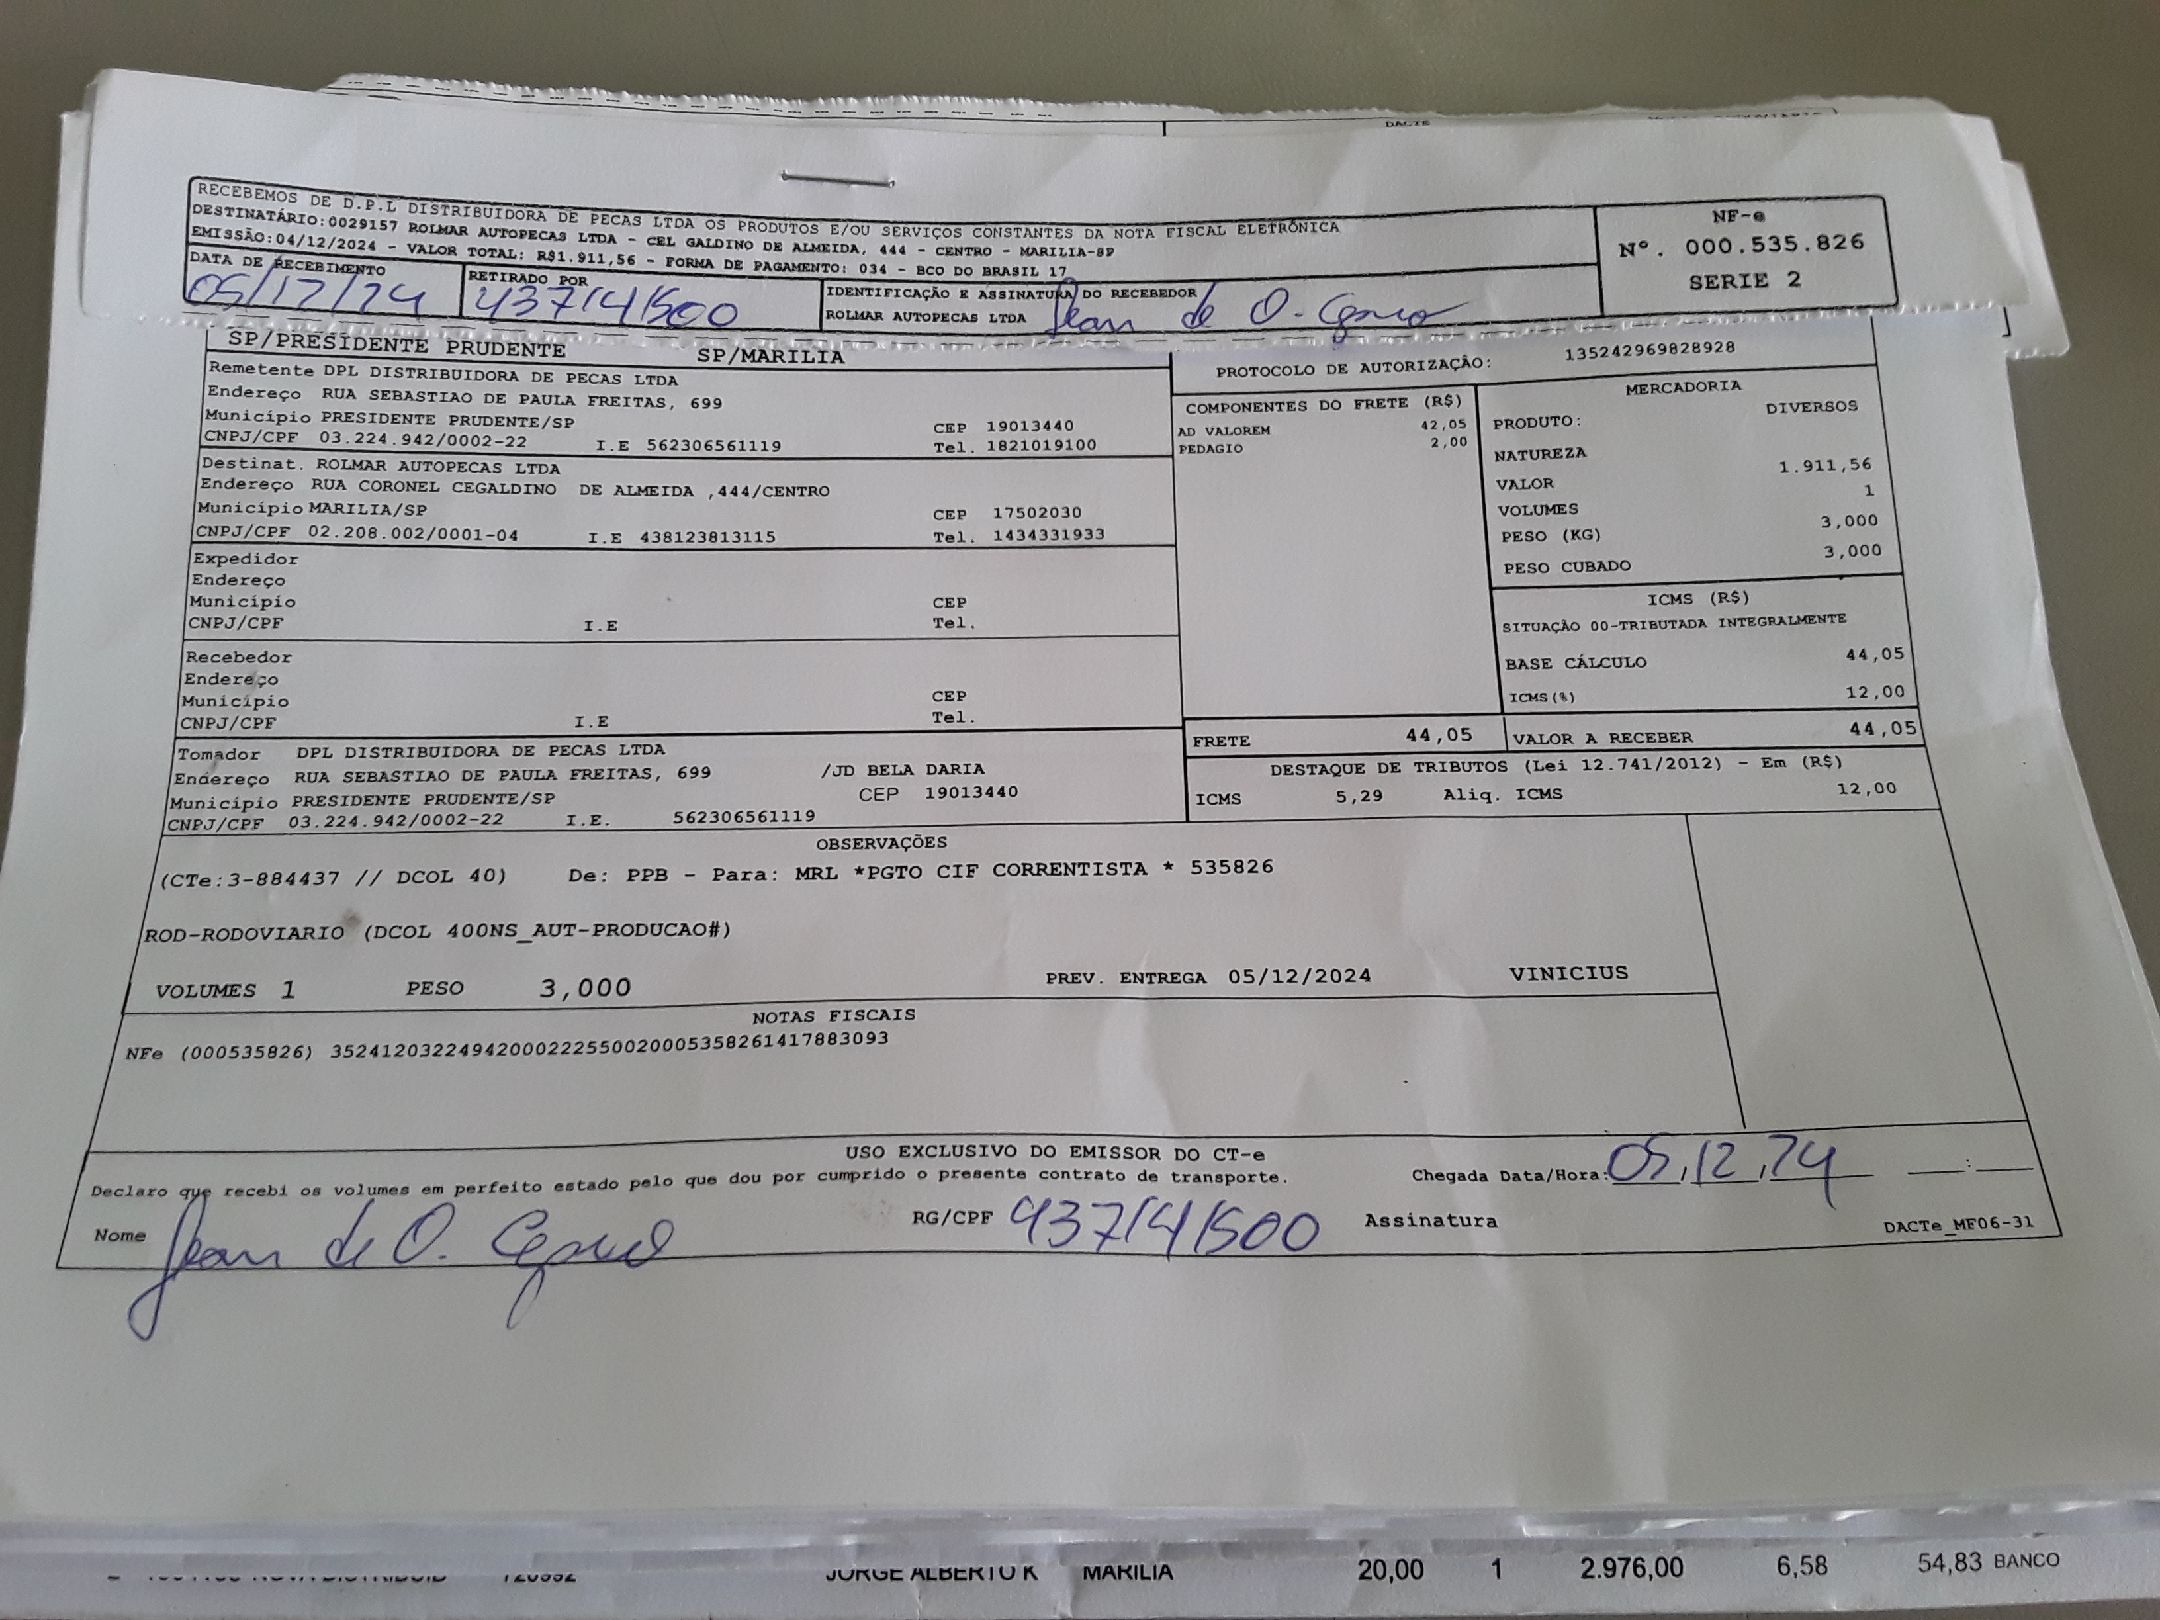 DACTE
RECEBEMOS DE D.P.L DISTRIBUIDORA DE PECAS LTDA OS PRODUTOS E/OU SERVIÇOS CONSTANTES DA NOTA FISCAL ELETRÔNICA
DESTINATÁRIO:0029157 ROLMAR AUTOPECAS LTDA - CEL GALDINO DE ALMEIDA, 444 - CENTRO - MARILIA-SP
EMISSÃO:04/12/2024 - VALOR TOTAL: R$1.911,56 - FORMA DE PAGAMENTO: 034 - BCO DO BRASIL 17
NF-e
Nº. 000.535.826
SERIE 2
DATA DE RECEBIMENTO
05/12/24
RETIRADO POR
437141500
IDENTIFICAÇÃO E ASSINATURA DO RECEBEDOR
ROLMAR AUTOPECAS LTDA Jean de O.
SP/PRESIDENTE PRUDENTE SP/MARILIA
PROTOCOLO DE AUTORIZAÇÃO: 135242969828928
Remetente DPL DISTRIBUIDORA DE PECAS LTDA
Endereço RUA SEBASTIAO DE PAULA FREITAS, 699
Município PRESIDENTE PRUDENTE/SP CEP 19013440
CNPJ/CPF 03.224.942/0002-22 I.E 562306561119 Tel. 1821019100
Destinat. ROLMAR AUTOPECAS LTDA
Endereço RUA CORONEL CEGALDINO DE ALMEIDA ,444/CENTRO
Município MARILIA/SP CEP 17502030
CNPJ/CPF 02.208.002/0001-04 I.E 438123813115 Tel. 1434331933
Expedidor
Endereço
Município CEP
CNPJ/CPF I.E Tel.
Recebedor
Endereço
Município CEP
CNPJ/CPF I.E Tel.
Tomador DPL DISTRIBUIDORA DE PECAS LTDA
Endereço RUA SEBASTIAO DE PAULA FREITAS, 699 /JD BELA DARIA
Município PRESIDENTE PRUDENTE/SP CEP 19013440
CNPJ/CPF 03.224.942/0002-22 I.E. 562306561119
COMPONENTES DO FRETE (R$)
AD VALOREM 42,05
PEDAGIO 2,00
MERCADORIA
PRODUTO: DIVERSOS
NATUREZA
VALOR 1.911,56
VOLUMES 1
PESO (KG) 3,000
PESO CUBADO 3,000
ICMS (R$)
SITUAÇÃO 00-TRIBUTADA INTEGRALMENTE
BASE CÁLCULO 44,05
ICMS(%) 12,00
FRETE 44,05 VALOR A RECEBER 44,05
DESTAQUE DE TRIBUTOS (Lei 12.741/2012) - Em (R$)
ICMS 5,29 Aliq. ICMS 12,00
OBSERVAÇÕES
(CTe:3-884437 // DCOL 40) De: PPB - Para: MRL *PGTO CIF CORRENTISTA * 535826
ROD-RODOVIARIO (DCOL 400NS_AUT-PRODUCAO#)
VOLUMES 1 PESO 3,000 PREV. ENTREGA 05/12/2024 VINICIUS
NOTAS FISCAIS
NFe (000535826) 35241203224942000222550020005358261417883093
USO EXCLUSIVO DO EMISSOR DO CT-e
Declaro que recebi os volumes em perfeito estado pelo que dou por cumprido o presente contrato de transporte. Chegada Data/Hora: 05,12,24 __:__
Nome Jean de O. RG/CPF 437141500 Assinatura DACTe_MF06-31
JORGE ALBERTO K MARILIA 20,00 1 2.976,00 6,58 54,83 BANCO